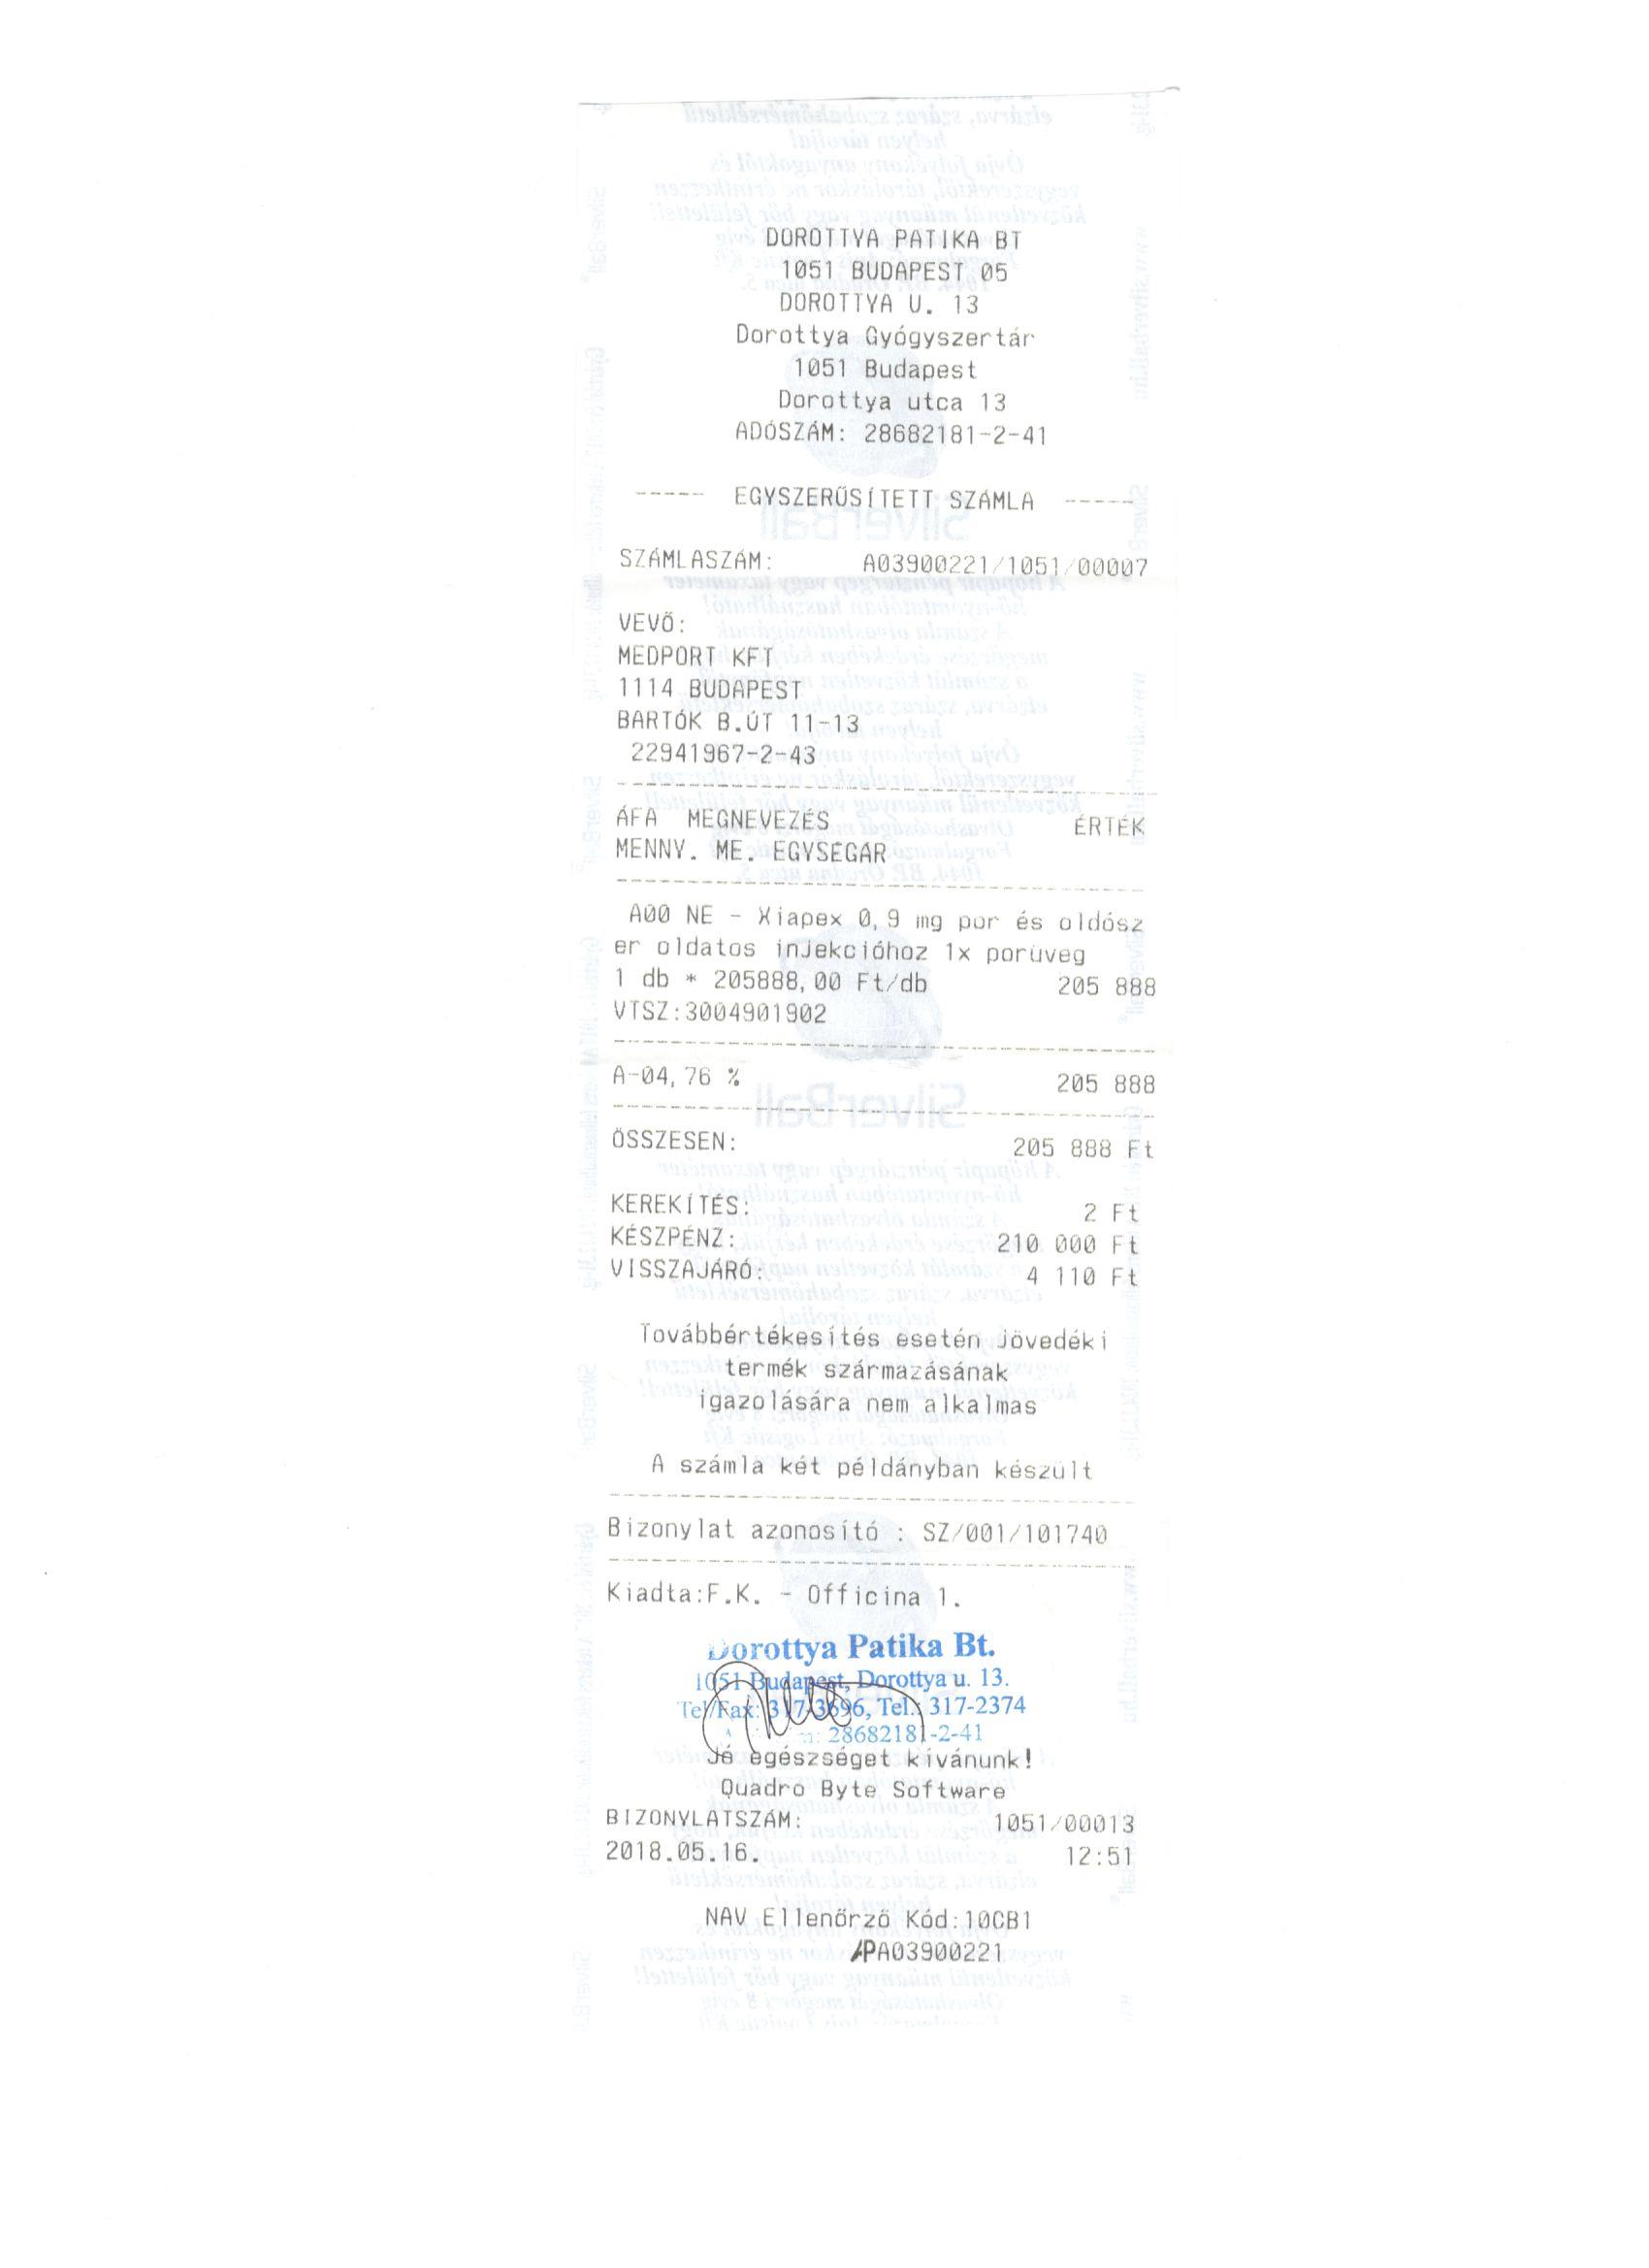 DOROTTYA PATIKA BT
1051 BUDAPEST 05
DOROTTYA U. 13
Dorottya Gyógyszertár
1051 Budapest
Dorottya utca 13
ADÓSZÁM: 28682181-2-41
----- EGYSZERŰSÍTETT SZÁMLA -----
SZÁMLASZÁM: A03900221/1051/00007
VEVŐ:
MEDPORT KFT
1114 BUDAPEST
BARTÓK B.ÚT 11-13
22941967-2-43
ÁFA MEGNEVEZÉS ÉRTÉK
MENNY. ME. EGYSÉGÁR
A00 NE - Xiapex 0,9 mg por és oldósz
er oldatos injekcióhoz 1x porüveg
1 db * 205888,00 Ft/db 205 888
VTSZ:3004901902
A-04,76 % 205 888
ÖSSZESEN: 205 888 Ft
KEREKÍTÉS: 2 Ft
KÉSZPÉNZ: 210 000 Ft
VISSZAJÁRÓ: 4 110 Ft
Továbbértékesítés esetén jövedéki
termék származásának
igazolására nem alkalmas
A számla két példányban készült
Bizonylat azonosító : SZ/001/101740
Kiadta:F.K. - Officina 1.
Dorottya Patika Bt.
1051 Budapest, Dorottya u. 13.
Tel/Fax: 317-3696, Tel.: 317-2374
28682181-2-41
Jó egészséget kívánunk!
Quadro Byte Software
BIZONYLATSZÁM: 1051/00013
2018.05.16. 12:51
NAV Ellenőrző Kód:10CB1
APA03900221